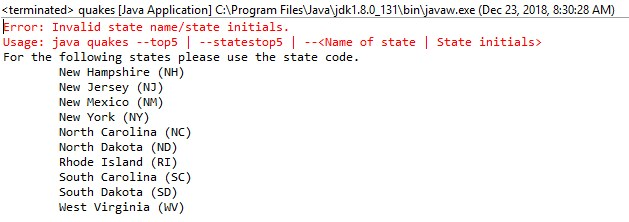 <terminated> quakes [Java Application] C:\Program Files\Java\jdk1.8.0_131\bin\javaw.exe (Dec 23, 2018, 8:30:28 AM)
Error: Invalid state name/state initials.
Usage: java quakes --top5 | --statestop5 | --<Name of state | State initials>
For the following states please use the state code.
New Hampshire (NH)
New Jersey (NJ)
New Mexico (NM)
New York (NY)
North Carolina (NC)
North Dakota (ND)
Rhode Island (RI)
South Carolina (SC)
South Dakota (SD)
West Virginia (WV)